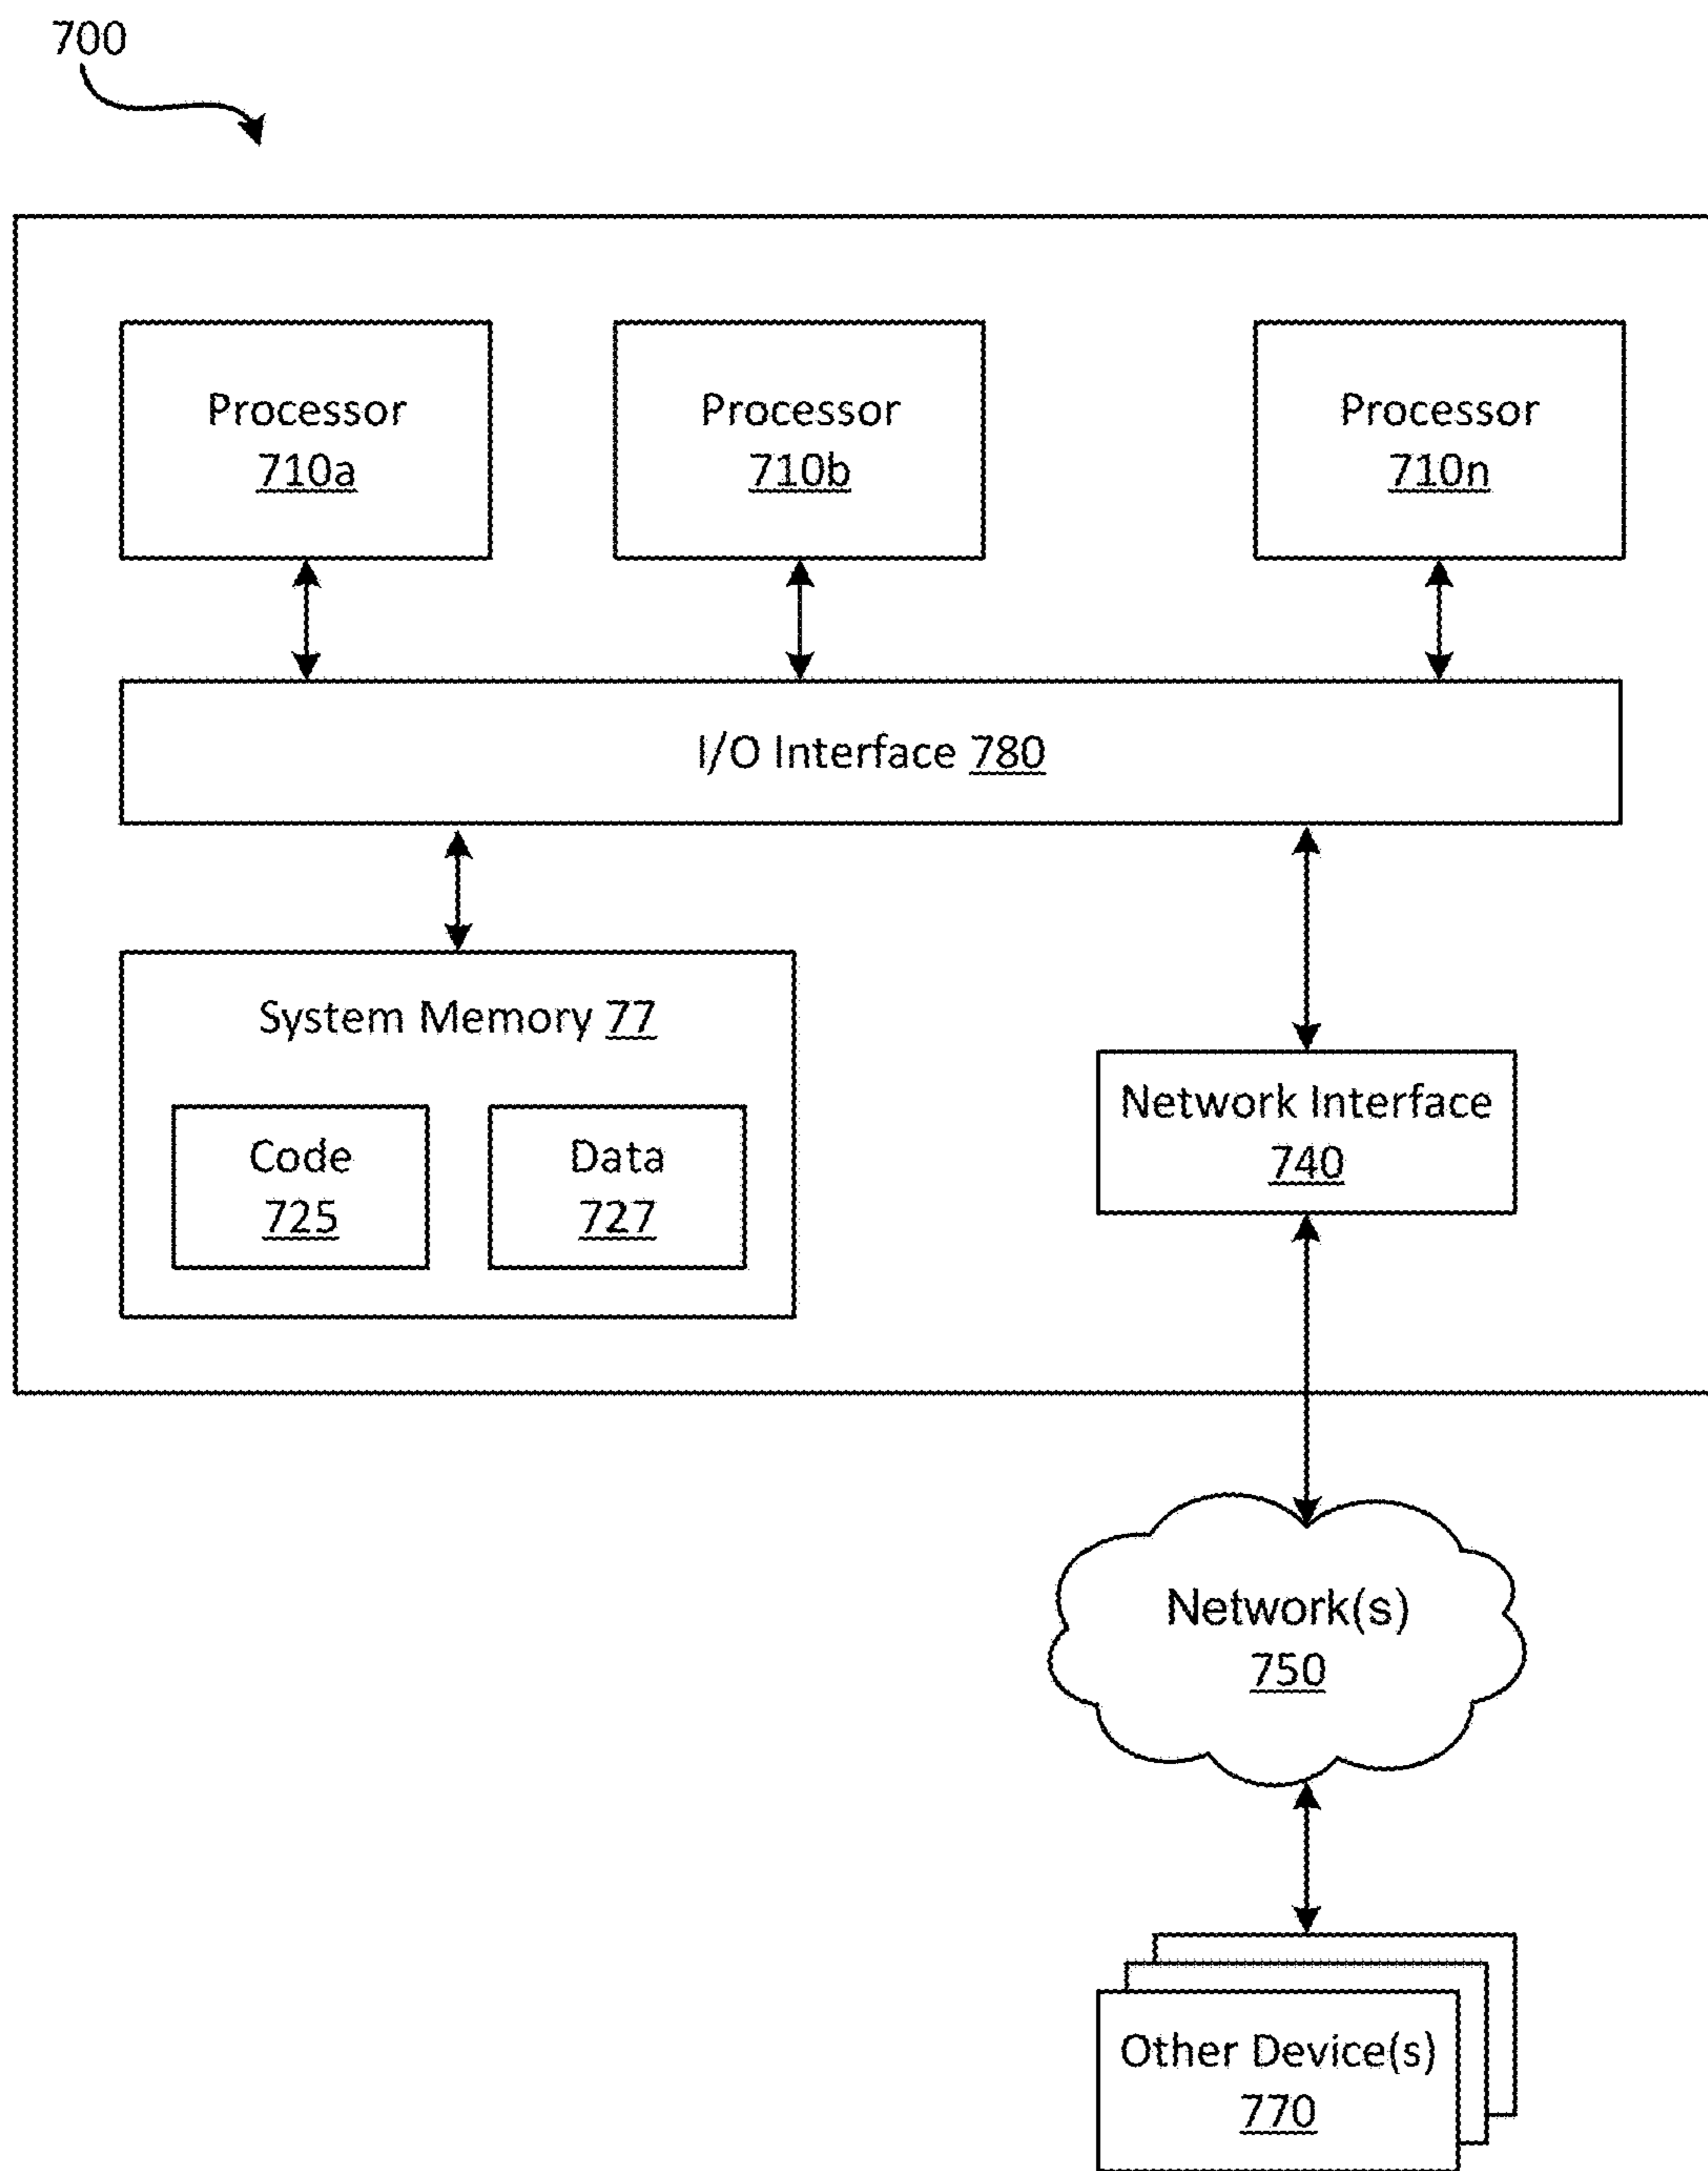 700
Processor
710a
Processor
710b
Processor
710n
I/O Interface 780
System Memory 77
Code
725
Data
727
Network Interface
740
Network(s)
750
Other Device(s)
770